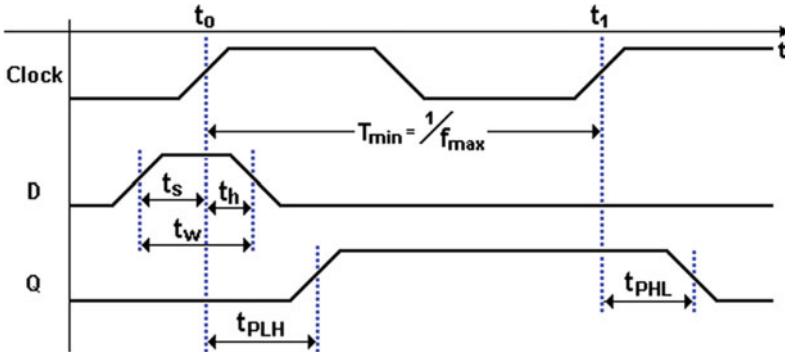 t₀ t₁
t
Clock
Tmin = 1/fmax
D
ts th
tw
Q
tPLH
tPHL